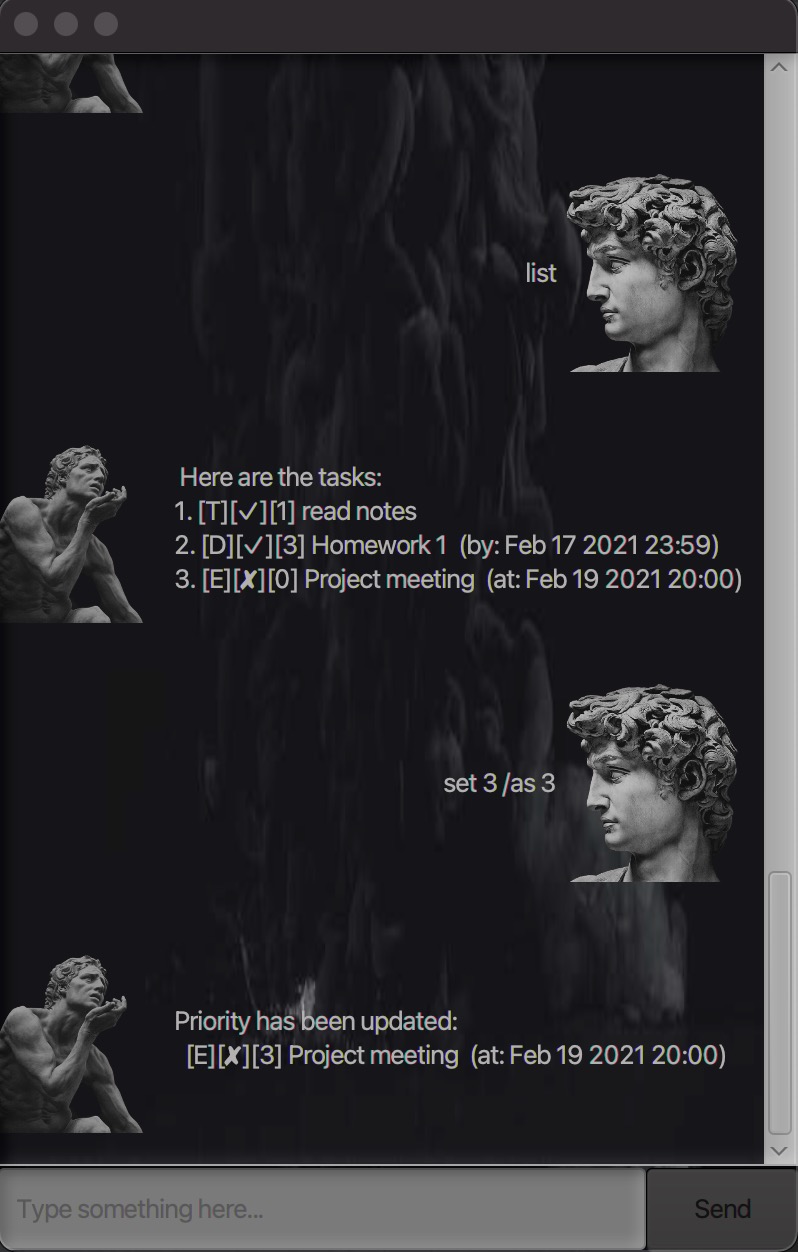 list
Here are the tasks:
1. [T][✓][1] read notes
2. [D][✓][3] Homework 1  (by: Feb 17 2021 23:59)
3. [E][✘][0] Project meeting  (at: Feb 19 2021 20:00)
set 3 /as 3
Priority has been updated:
[E][✘][3] Project meeting  (at: Feb 19 2021 20:00)
Type something here...
Send